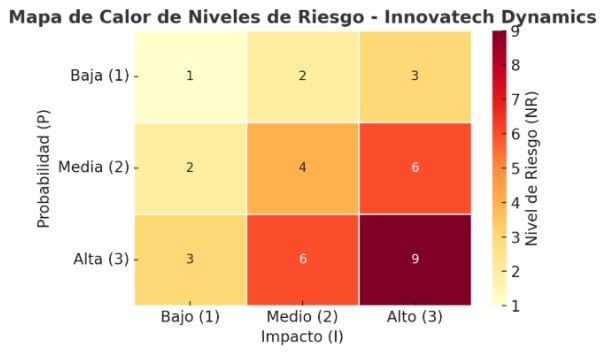 Mapa de Calor de Niveles de Riesgo - Innovatech Dynamics
Probabilidad (P)
Baja (1) 1 2 3
Media (2) 2 4 6
Alta (3) 3 6 9
Bajo (1) Medio (2) Alto (3)
Impacto (I)
9
8
7
6
5
4
3
2
1
Nivel de Riesgo (NR)